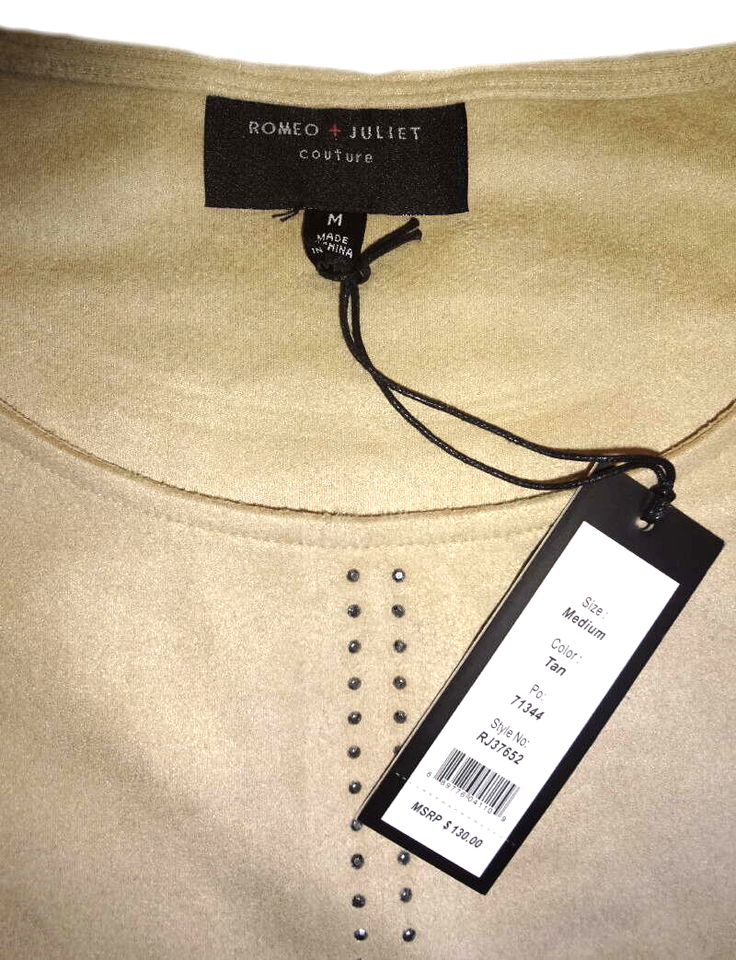 ROMEO + JULIET
couture
M
MADE
IN CHINA
Size:
Medium
Color:
Tan
Po:
71344
Style No:
RJ37652
MSRP $130.00